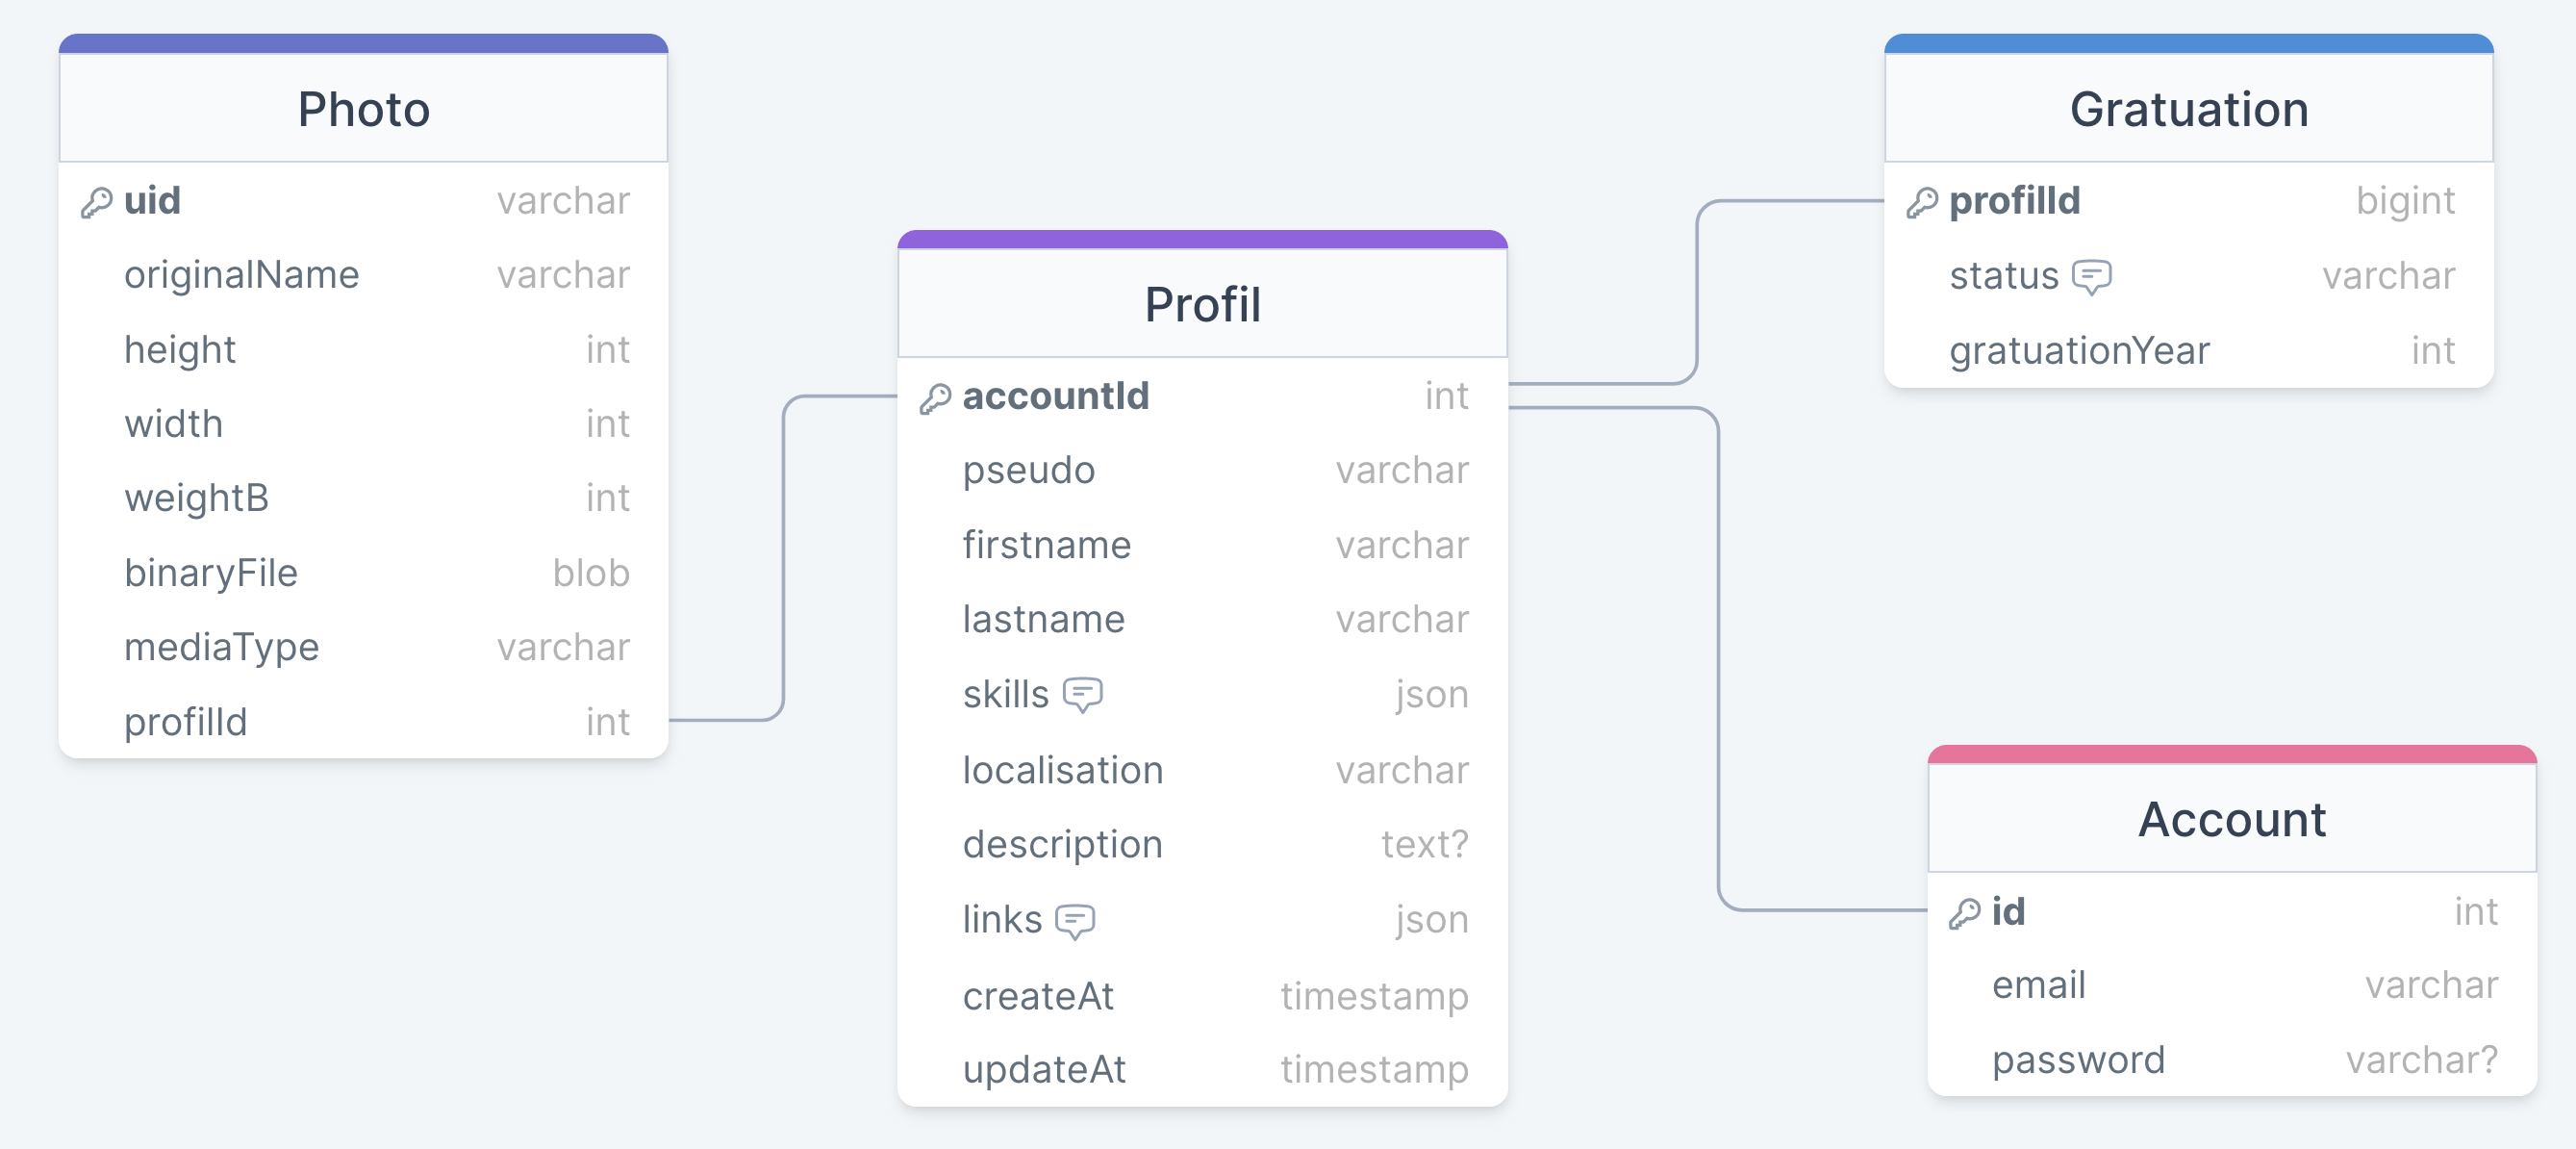 Photo
uid varchar
originalName varchar
height int
width int
weightB int
binaryFile blob
mediaType varchar
profilId int
Profil
accountId int
pseudo varchar
firstname varchar
lastname varchar
skills json
localisation varchar
description text?
links json
createAt timestamp
updateAt timestamp
Gratuation
profilId bigint
status varchar
gratuationYear int
Account
id int
email varchar
password varchar?